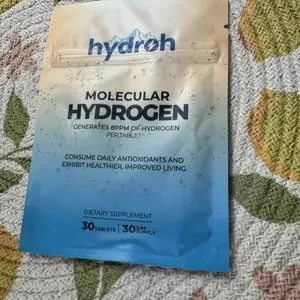 hydroh
MOLECULAR
HYDROGEN
GENERATES 8PPM OF HYDROGEN
PER TABLET
CONSUME DAILY ANTIOXIDANTS AND
EXHIBIT HEALTHIER, IMPROVED LIVING
DIETARY SUPPLEMENT
30 TABLETS | 30 DAY SUPPLY